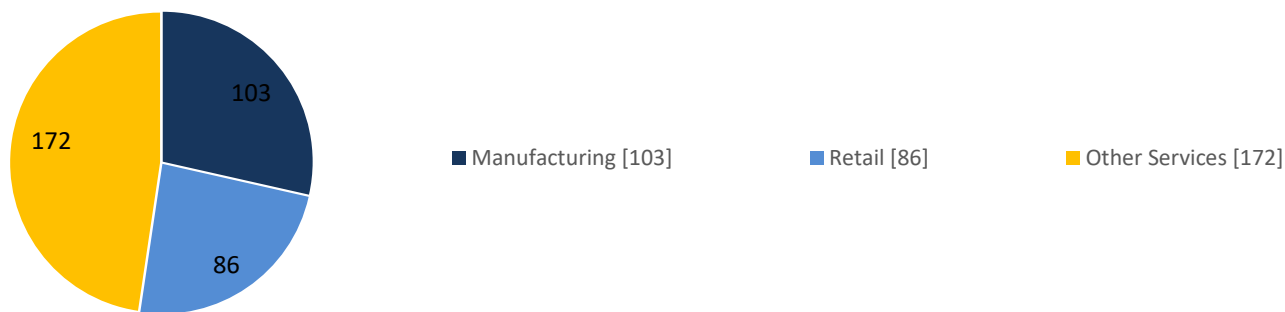 103
172
Manufacturing [103] Retail [86] Other Services [172]
86